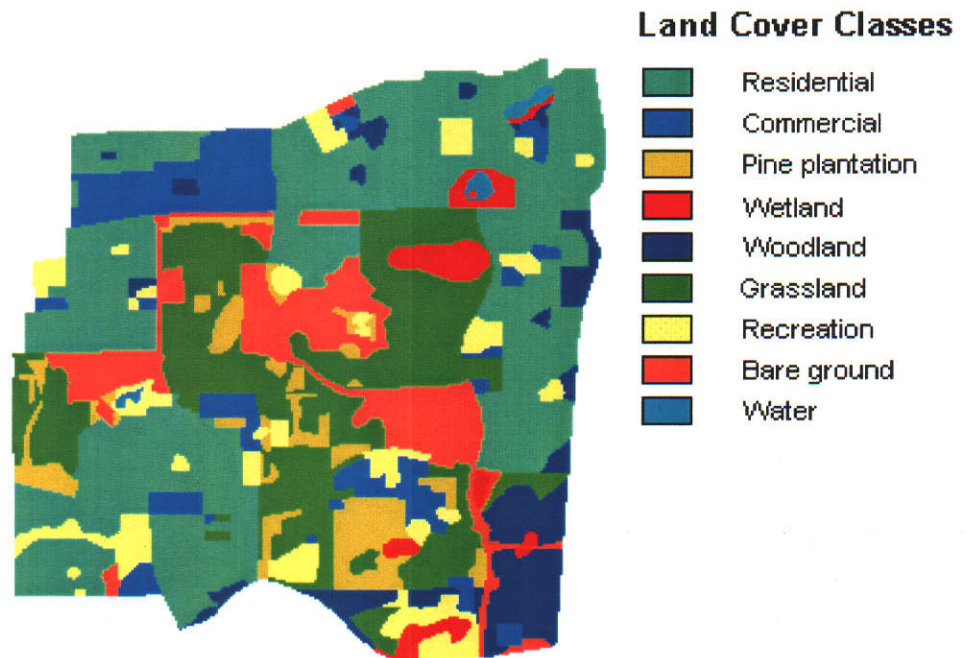 Land Cover Classes
Residential
Commercial
Pine plantation
Wetland
Woodland
Grassland
Recreation
Bare ground
Water